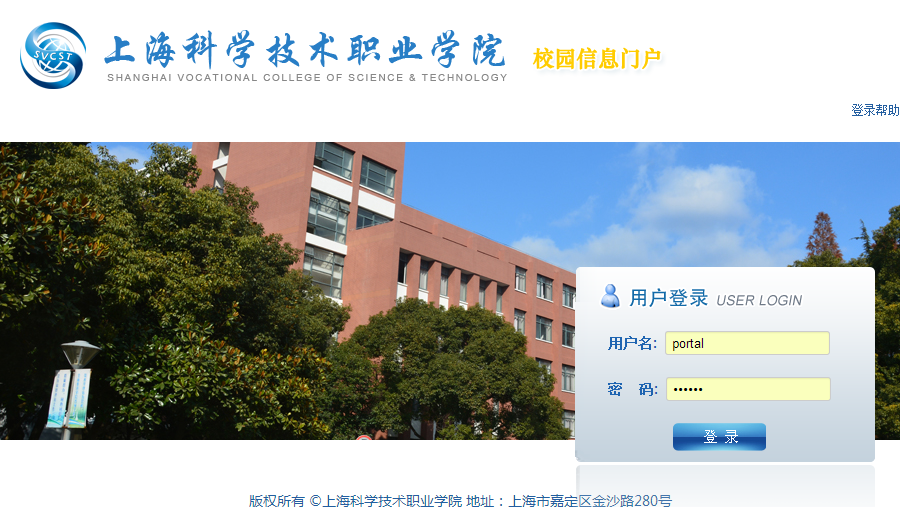 SVCST
上海科学技术职业学院 校园信息门户
SHANGHAI VOCATIONAL COLLEGE OF SCIENCE & TECHNOLOGY
登录帮助
用户登录 USER LOGIN
用户名: portal
密 码: ••••••
登 录
版权所有 ©上海科学技术职业学院 地址：上海市嘉定区金沙路280号